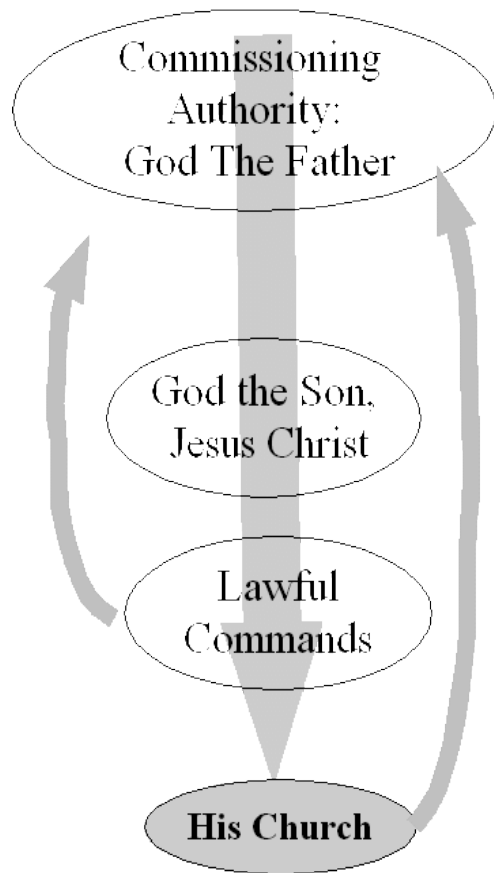 Commissioning
Authority:
God The Father
God the Son,
Jesus Christ
Lawful
Commands
His Church